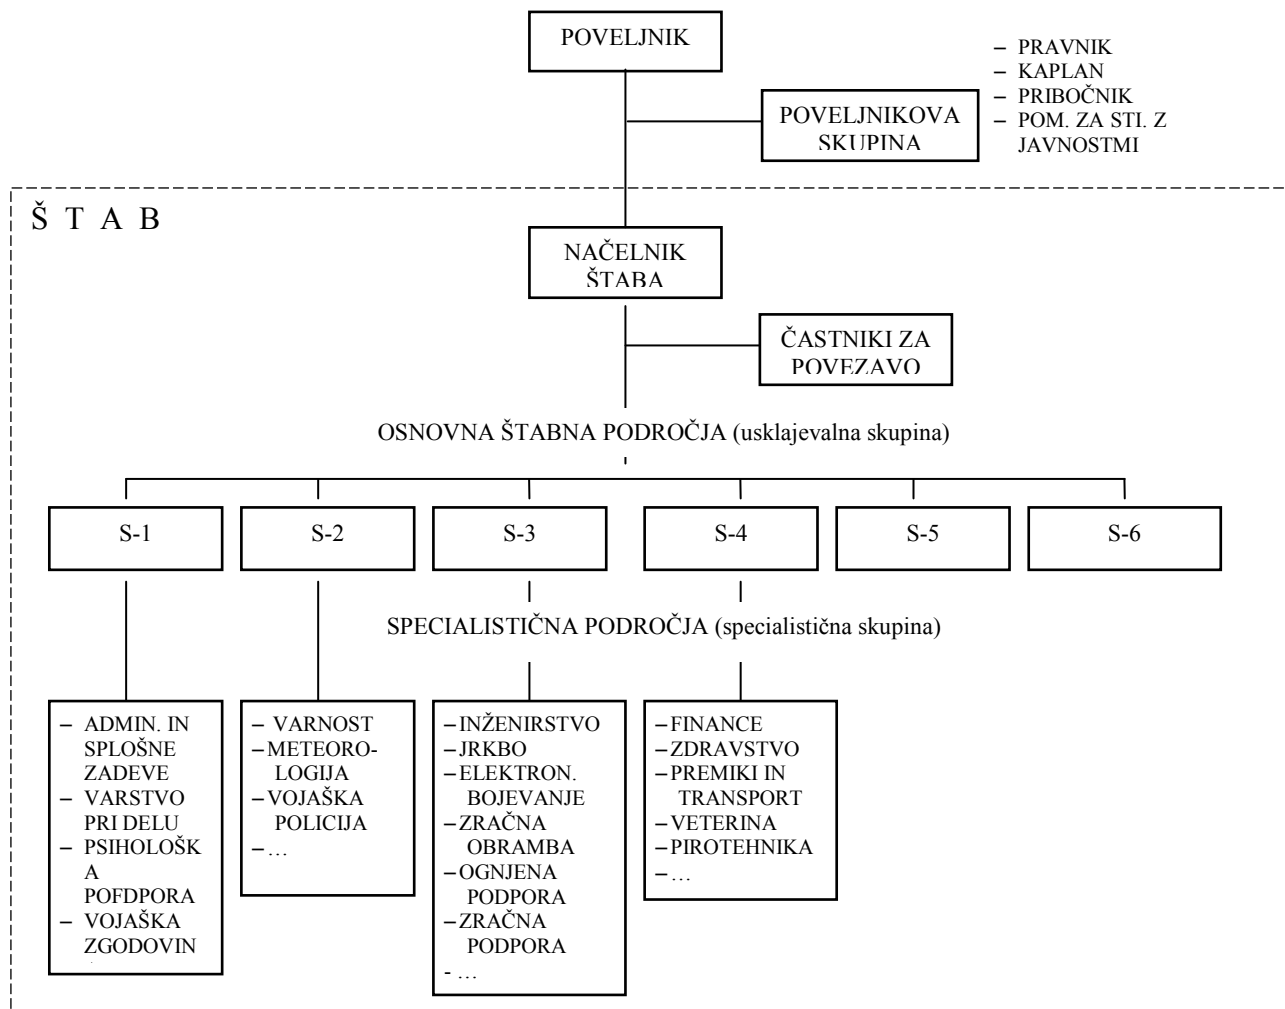 POVELJNIK
POVELJNIKOVA
SKUPINA
– PRAVNIK
– KAPLAN
– PRIBOČNIK
– POM. ZA STI. Z
JAVNOSTMI
Š T A B
NAČELNIK
ŠTABA
ČASTNIKI ZA
POVEZAVO
OSNOVNA ŠTABNA PODROČJA (usklajevalna skupina)
S-1
S-2
S-3
S-4
S-5
S-6
SPECIALISTIČNA PODROČJA (specialistična skupina)
– ADMIN. IN
SPLOŠNE
ZADEVE
– VARSTVO
PRI DELU
– PSIHOLOŠK
A
POFDPORA
– VOJAŠKA
ZGODOVIN
– VARNOST
– METEORO-
LOGIJA
– VOJAŠKA
POLICIJA
– …
– INŽENIRSTVO
– JRKBO
– ELEKTRON.
BOJEVANJE
– ZRAČNA
OBRAMBA
– OGNJENA
PODPORA
– ZRAČNA
PODPORA
- …
– FINANCE
– ZDRAVSTVO
– PREMIKI IN
TRANSPORT
– VETERINA
– PIROTEHNIKA
– …